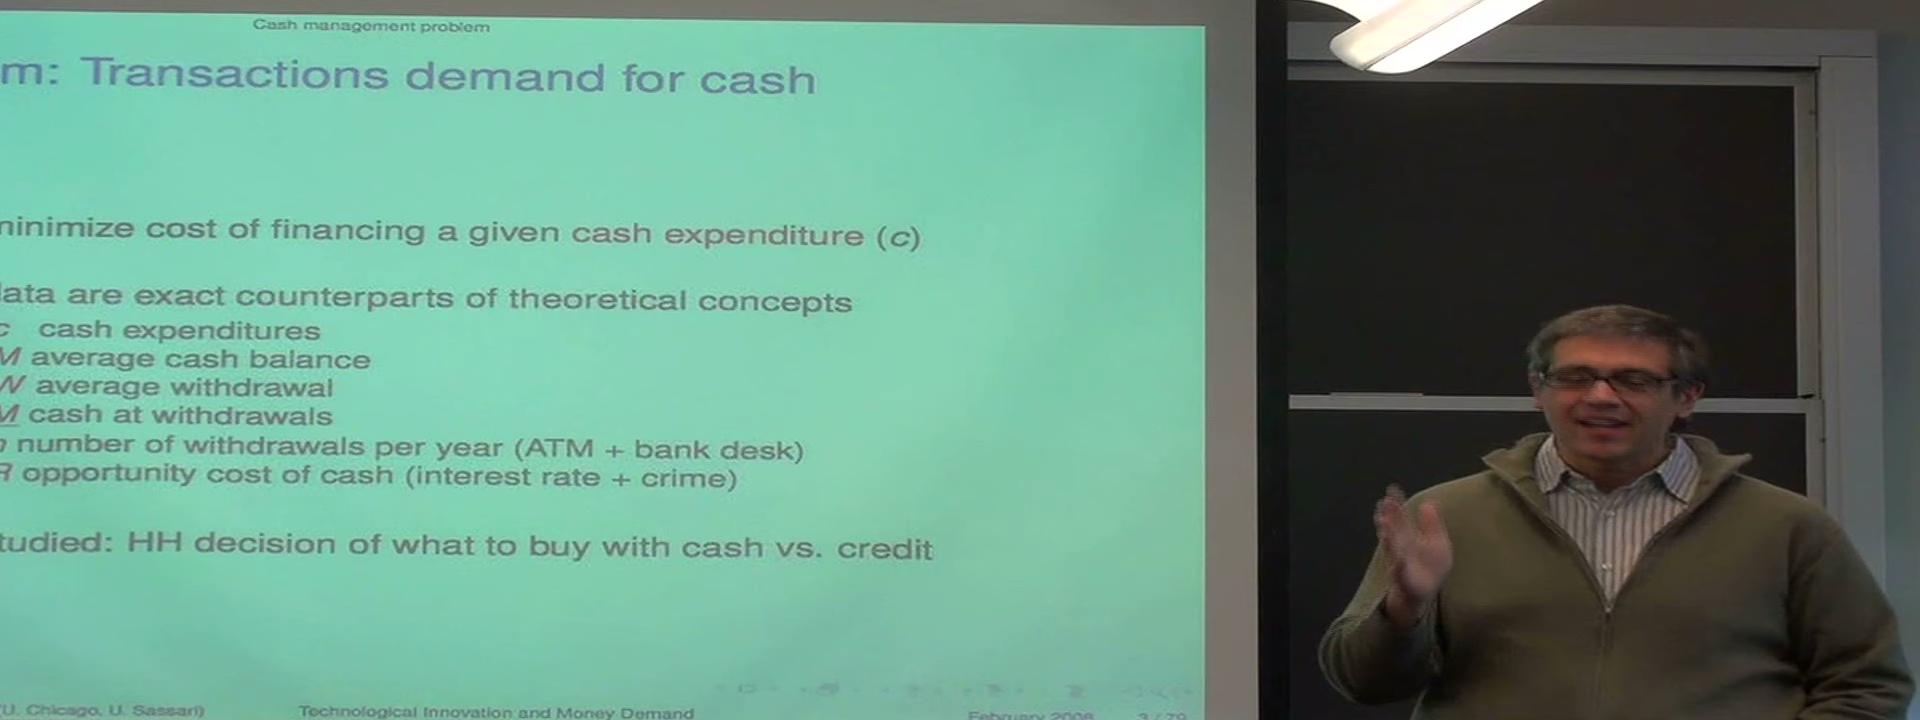 Cash management problem
m: Transactions demand for cash
minimize cost of financing a given cash expenditure (c)
data are exact counterparts of theoretical concepts
c cash expenditures
M average cash balance
W average withdrawal
M cash at withdrawals
n number of withdrawals per year (ATM + bank desk)
R opportunity cost of cash (interest rate + crime)
tudied: HH decision of what to buy with cash vs. credit
(U. Chicago, U. Sassari) Technological Innovation and Money Demand February 2008 3 / 79